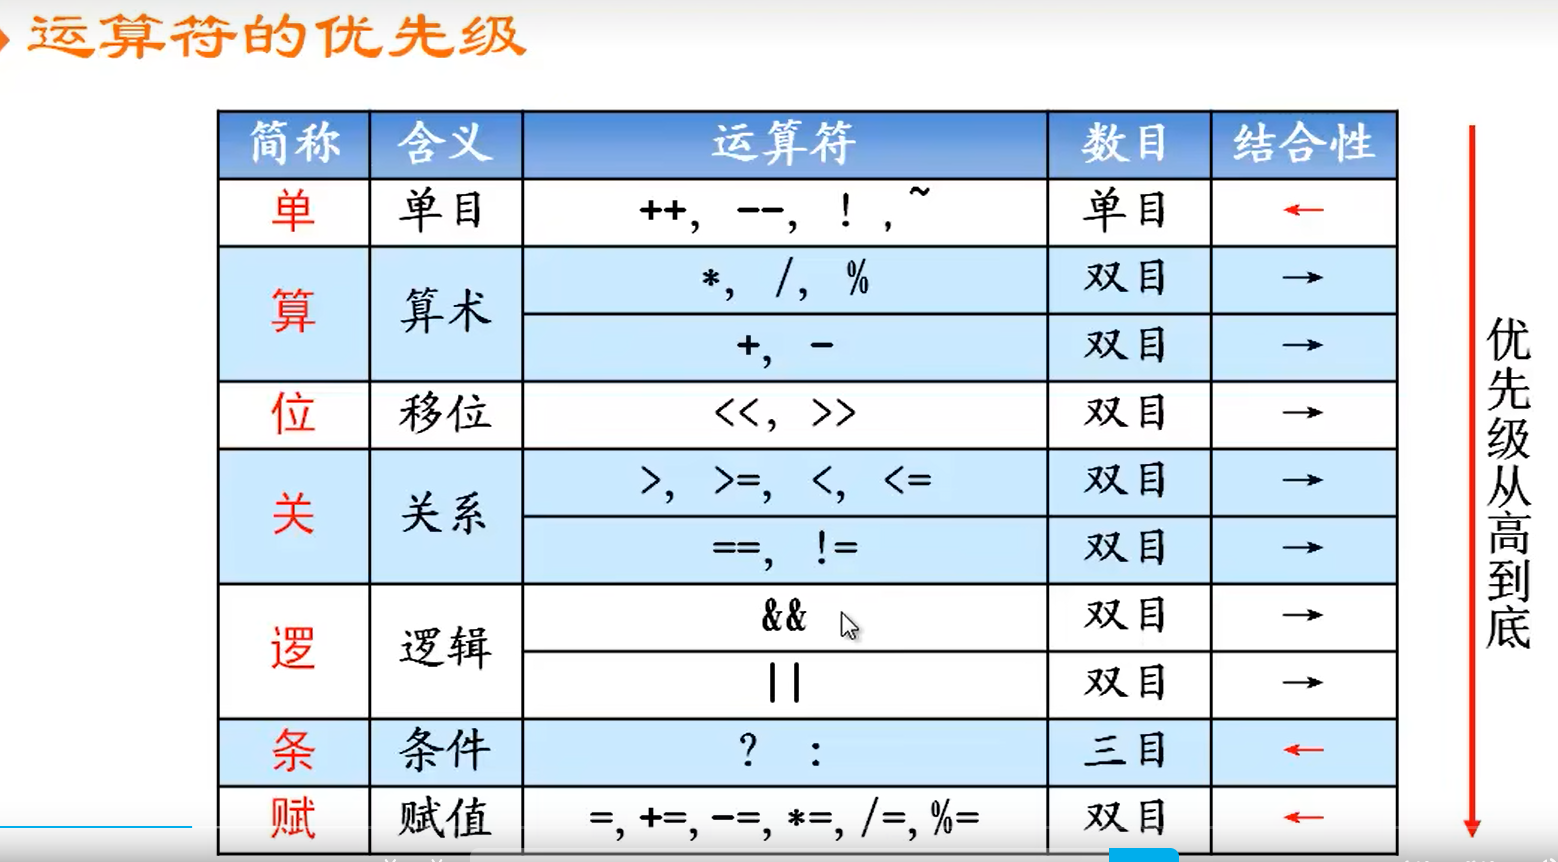 运算符的优先级
简称 含义 运算符 数目 结合性
单 单目 ++, --, ! ,~ 单目 ←
算 算术 *, /, % 双目 →
+, - 双目 →
位 移位 <<, >> 双目 →
关 关系 >, >=, <, <= 双目 →
==, != 双目 →
逻 逻辑 && 双目 →
|| 双目 →
条 条件 ? : 三目 ←
赋 赋值 =, +=, -=, *=, /=, %= 双目 ←
优先级从高到底